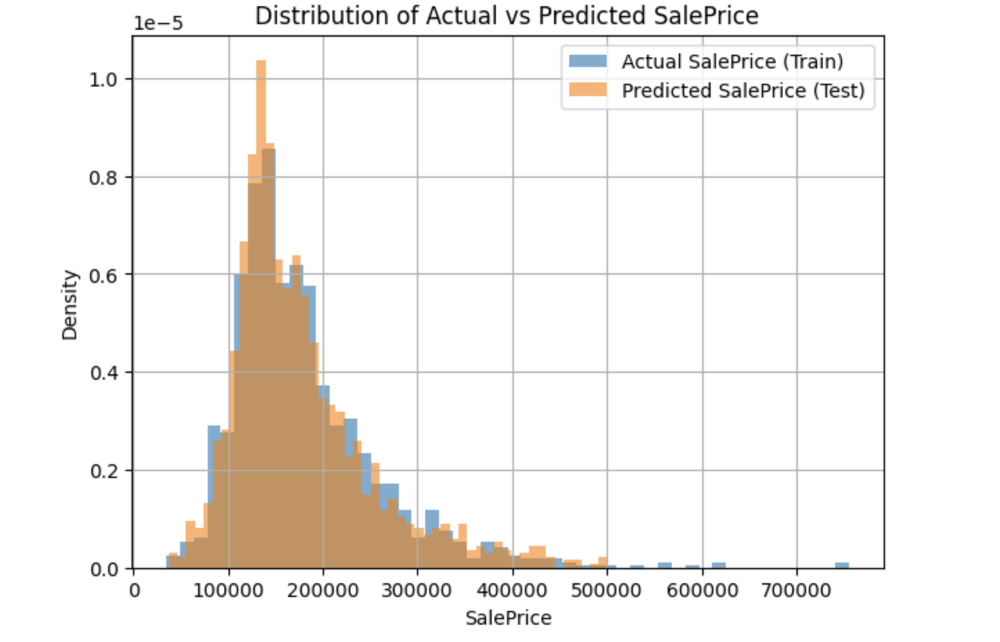 Distribution of Actual vs Predicted SalePrice
1e−5
Actual SalePrice (Train)
Predicted SalePrice (Test)
1.0
0.8
0.6
0.4
0.2
0.0
Density
0 100000 200000 300000 400000 500000 600000 700000
SalePrice